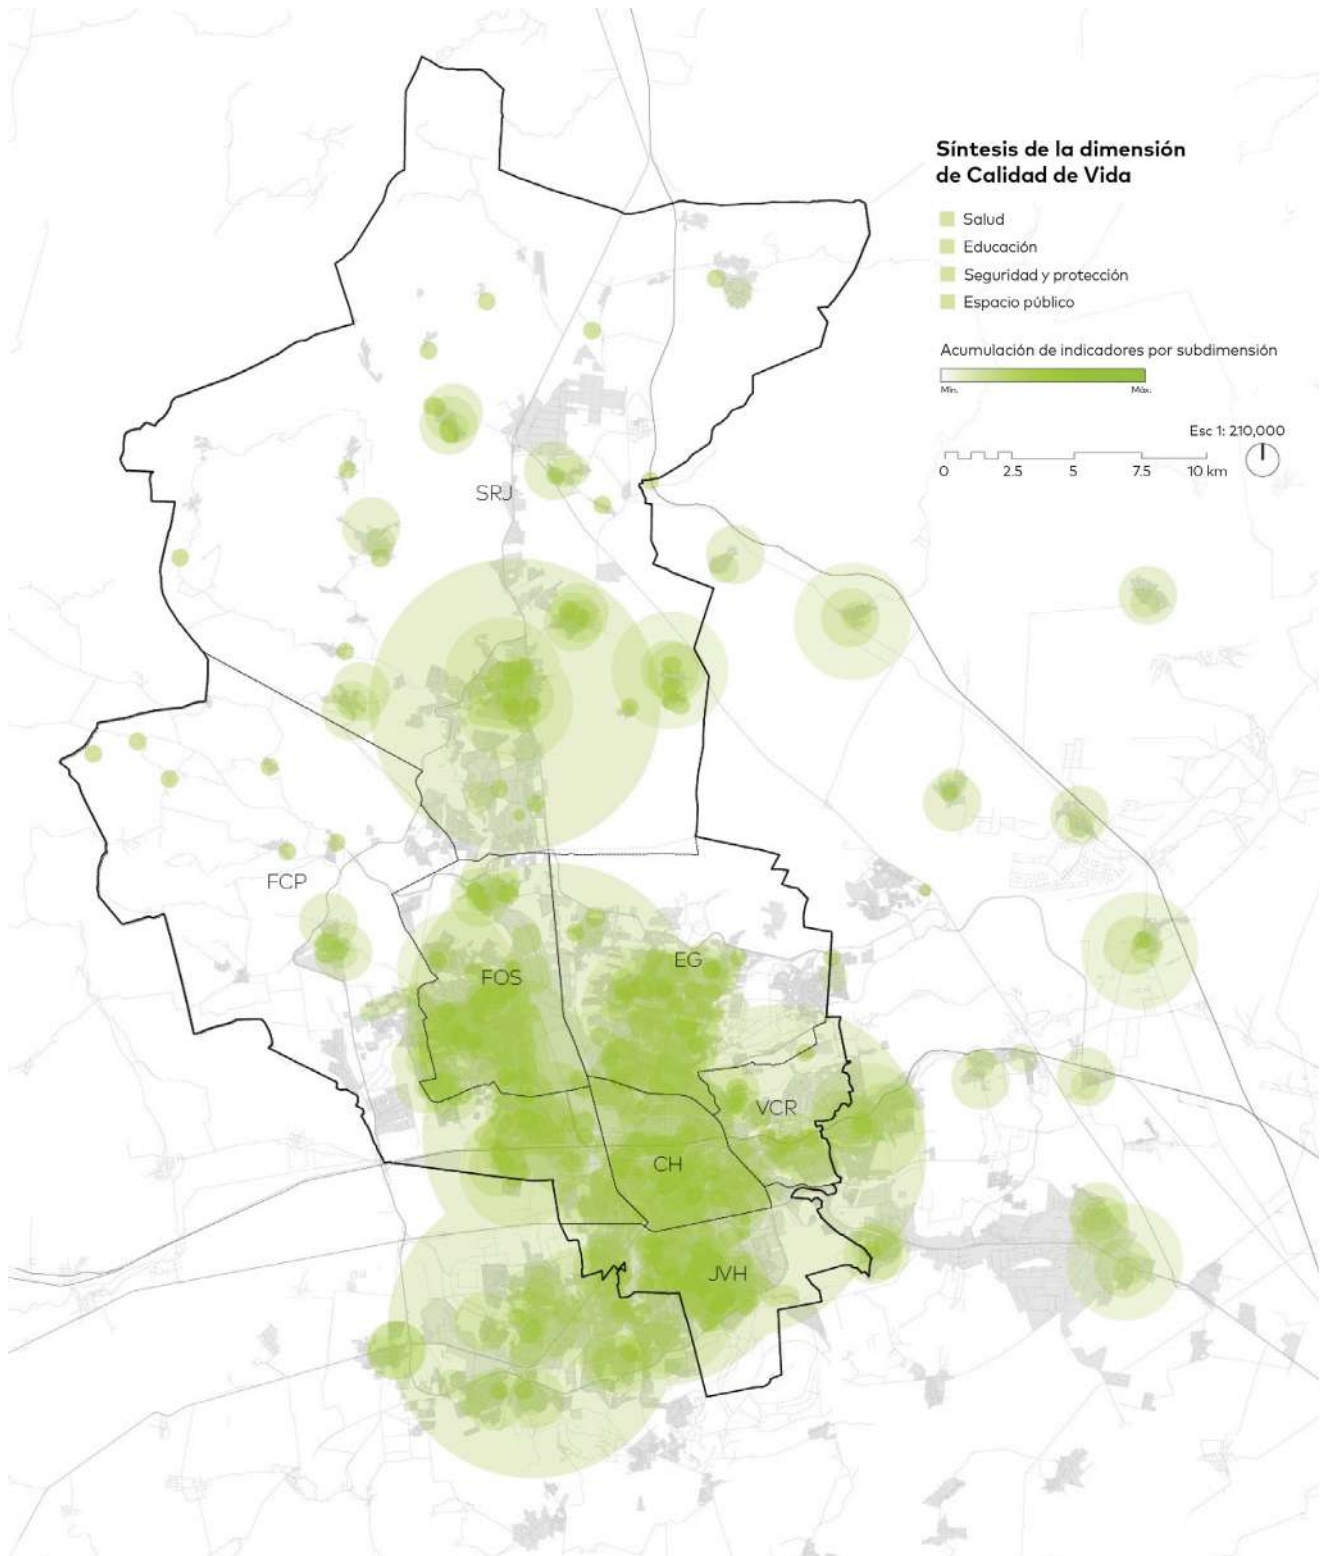 Síntesis de la dimensión
de Calidad de Vida
Salud
Educación
Seguridad y protección
Espacio público
Acumulación de indicadores por subdimensión
Mín. Máx.
Esc 1: 210,000
0 2.5 5 7.5 10 km
SRJ
FCP
FOS
EG
VCR
CH
JVH